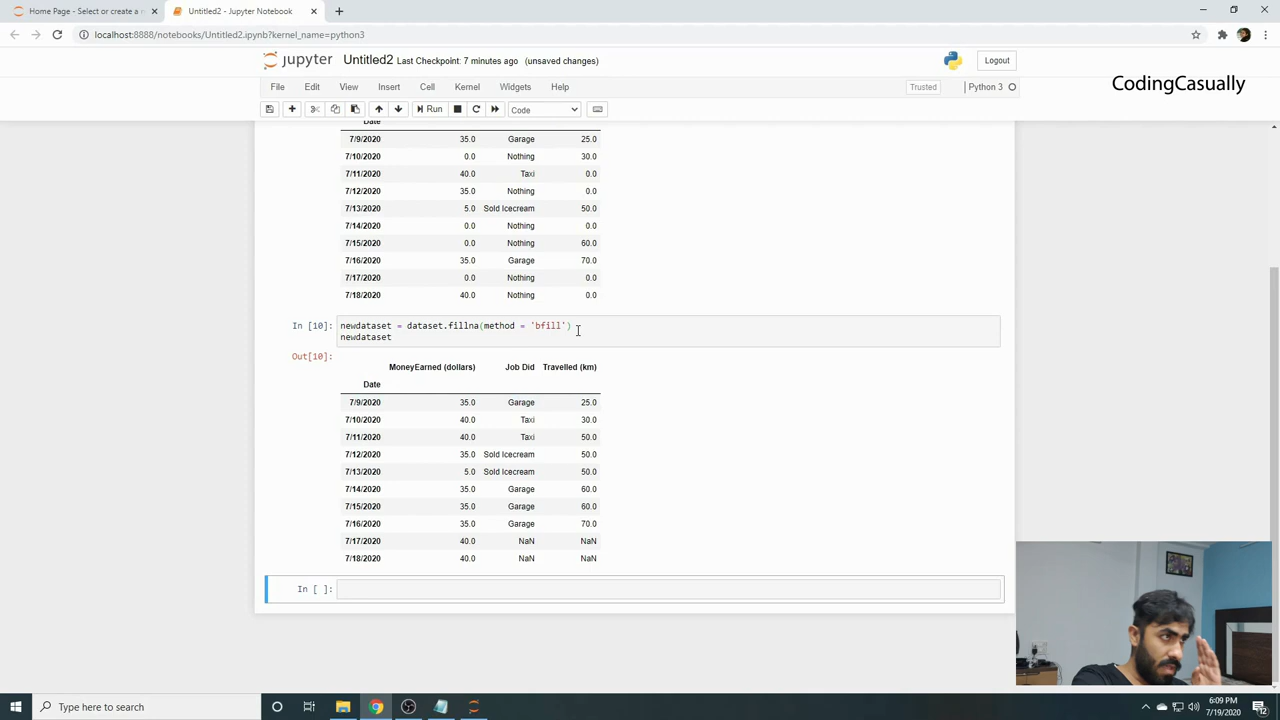 Home Page - Select or create a n
Untitled2 - Jupyter Notebook
localhost:8888/notebooks/Untitled2.ipynb?kernel_name=python3
jupyter Untitled2 Last Checkpoint: 7 minutes ago (unsaved changes)
Logout
CodingCasually
File Edit View Insert Cell Kernel Widgets Help
Trusted
Python 3
Run
Code
Date
7/9/2020 35.0 Garage 25.0
7/10/2020 0.0 Nothing 30.0
7/11/2020 40.0 Taxi 0.0
7/12/2020 35.0 Nothing 0.0
7/13/2020 5.0 Sold Icecream 50.0
7/14/2020 0.0 Nothing 0.0
7/15/2020 0.0 Nothing 60.0
7/16/2020 35.0 Garage 70.0
7/17/2020 0.0 Nothing 0.0
7/18/2020 40.0 Nothing 0.0
In [10]: newdataset = dataset.fillna(method = 'bfill')
newdataset
Out[10]:
MoneyEarned (dollars) Job Did Travelled (km)
Date
7/9/2020 35.0 Garage 25.0
7/10/2020 40.0 Taxi 30.0
7/11/2020 40.0 Taxi 50.0
7/12/2020 35.0 Sold Icecream 50.0
7/13/2020 5.0 Sold Icecream 50.0
7/14/2020 35.0 Garage 60.0
7/15/2020 35.0 Garage 60.0
7/16/2020 35.0 Garage 70.0
7/17/2020 40.0 NaN NaN
7/18/2020 40.0 NaN NaN
In [ ]:
Type here to search
6:09 PM
7/19/2020
12